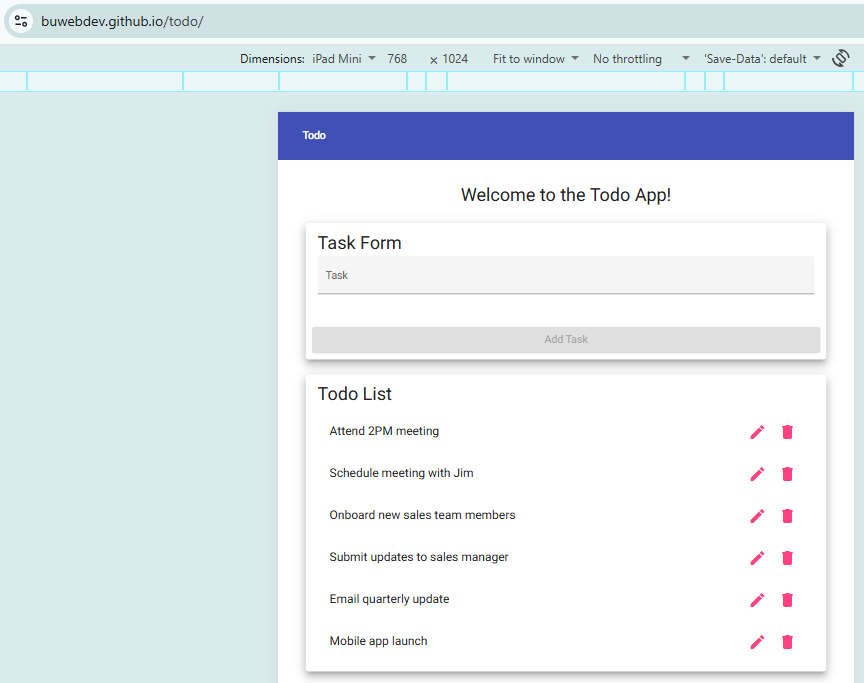 buwebdev.github.io/todo/
Dimensions: iPad Mini 768 × 1024 Fit to window No throttling 'Save-Data': default
Todo
Welcome to the Todo App!
Task Form
Task
Add Task
Todo List
Attend 2PM meeting
Schedule meeting with Jim
Onboard new sales team members
Submit updates to sales manager
Email quarterly update
Mobile app launch